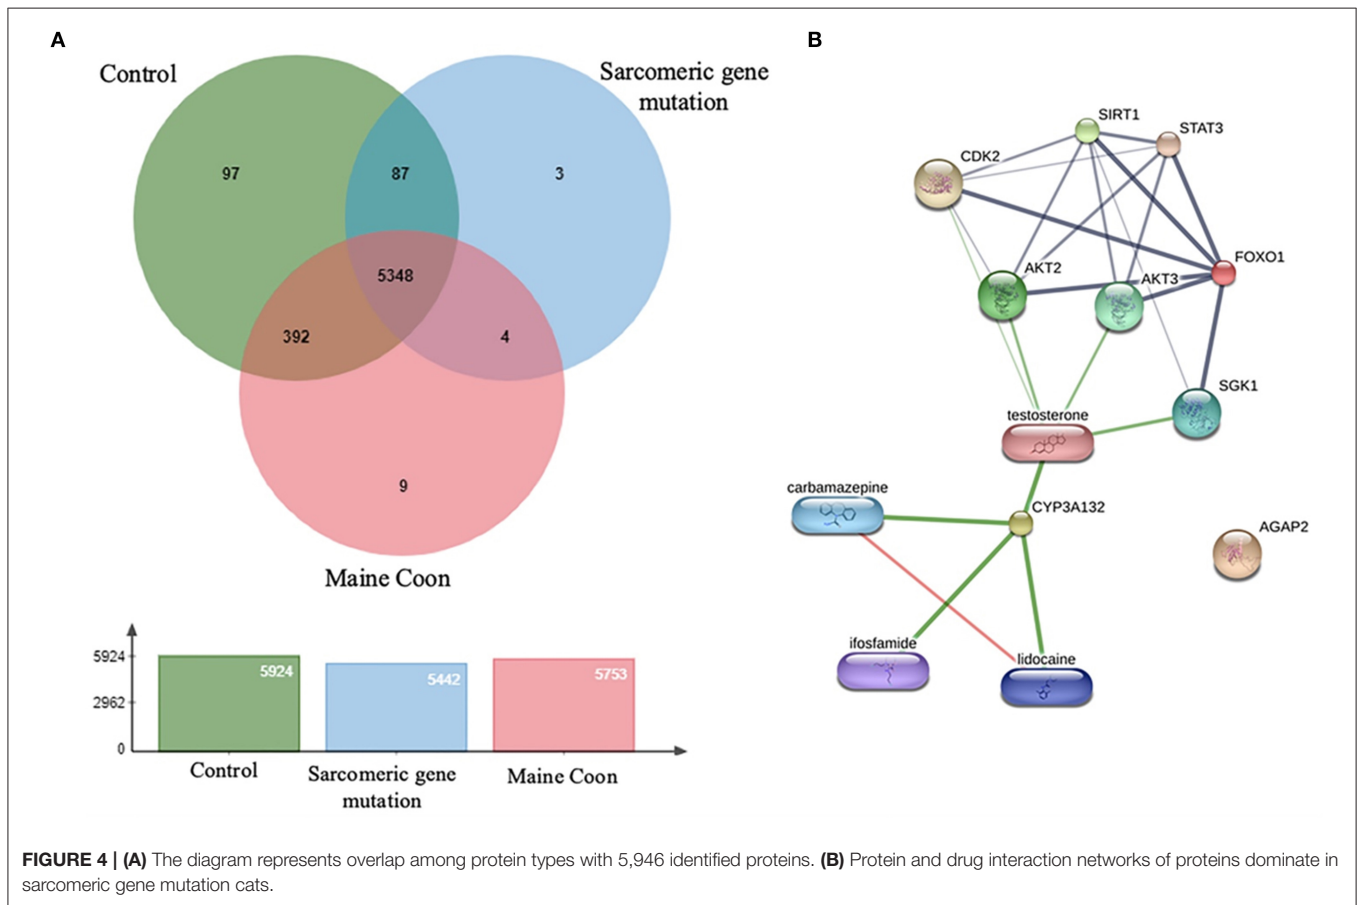 A
B
Control
Sarcomeric gene
mutation
97
87
3
5348
392
4
9
Maine Coon
5924
2962
0
5924
5442
5753
Control
Sarcomeric gene
mutation
Maine Coon
SIRT1
STAT3
CDK2
FOXO1
AKT2
AKT3
SGK1
testosterone
carbamazepine
CYP3A132
AGAP2
ifosfamide
lidocaine
FIGURE 4 | (A) The diagram represents overlap among protein types with 5,946 identified proteins. (B) Protein and drug interaction networks of proteins dominate in
sarcomeric gene mutation cats.